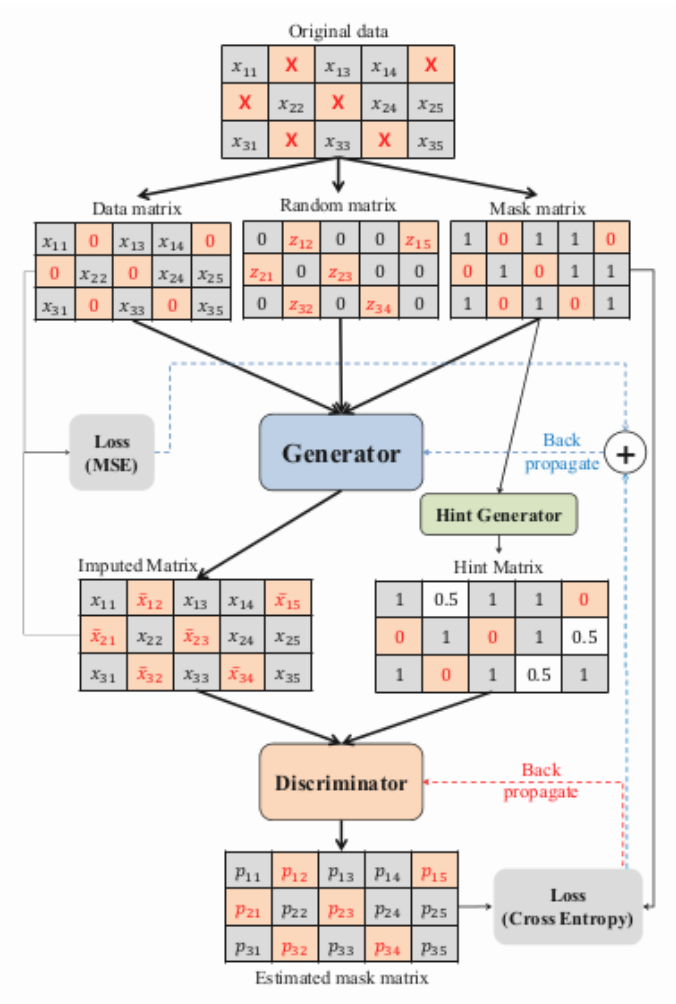 Original data
x11 X x13 x14 X
X x22 X x24 x25
x31 X x33 X x35
Data matrix
Random matrix
Mask matrix
x11 0 x13 x14 0
0 x22 0 x24 x25
x31 0 x33 0 x35
0 z12 0 0 z15
z21 0 z23 0 0
0 z32 0 z34 0
1 0 1 1 0
0 1 0 1 1
1 0 1 0 1
Loss
(MSE)
Generator
Back
propagate
+
Hint Generator
Imputed Matrix
Hint Matrix
x11 x̄12 x13 x14 x̄15
x̄21 x22 x̄23 x24 x25
x31 x̄32 x33 x̄34 x35
1 0.5 1 1 0
0 1 0 1 0.5
1 0 1 0.5 1
Discriminator
Back
propagate
p11 p12 p13 p14 p15
p21 p22 p23 p24 p25
p31 p32 p33 p34 p35
Loss
(Cross Entropy)
Estimated mask matrix